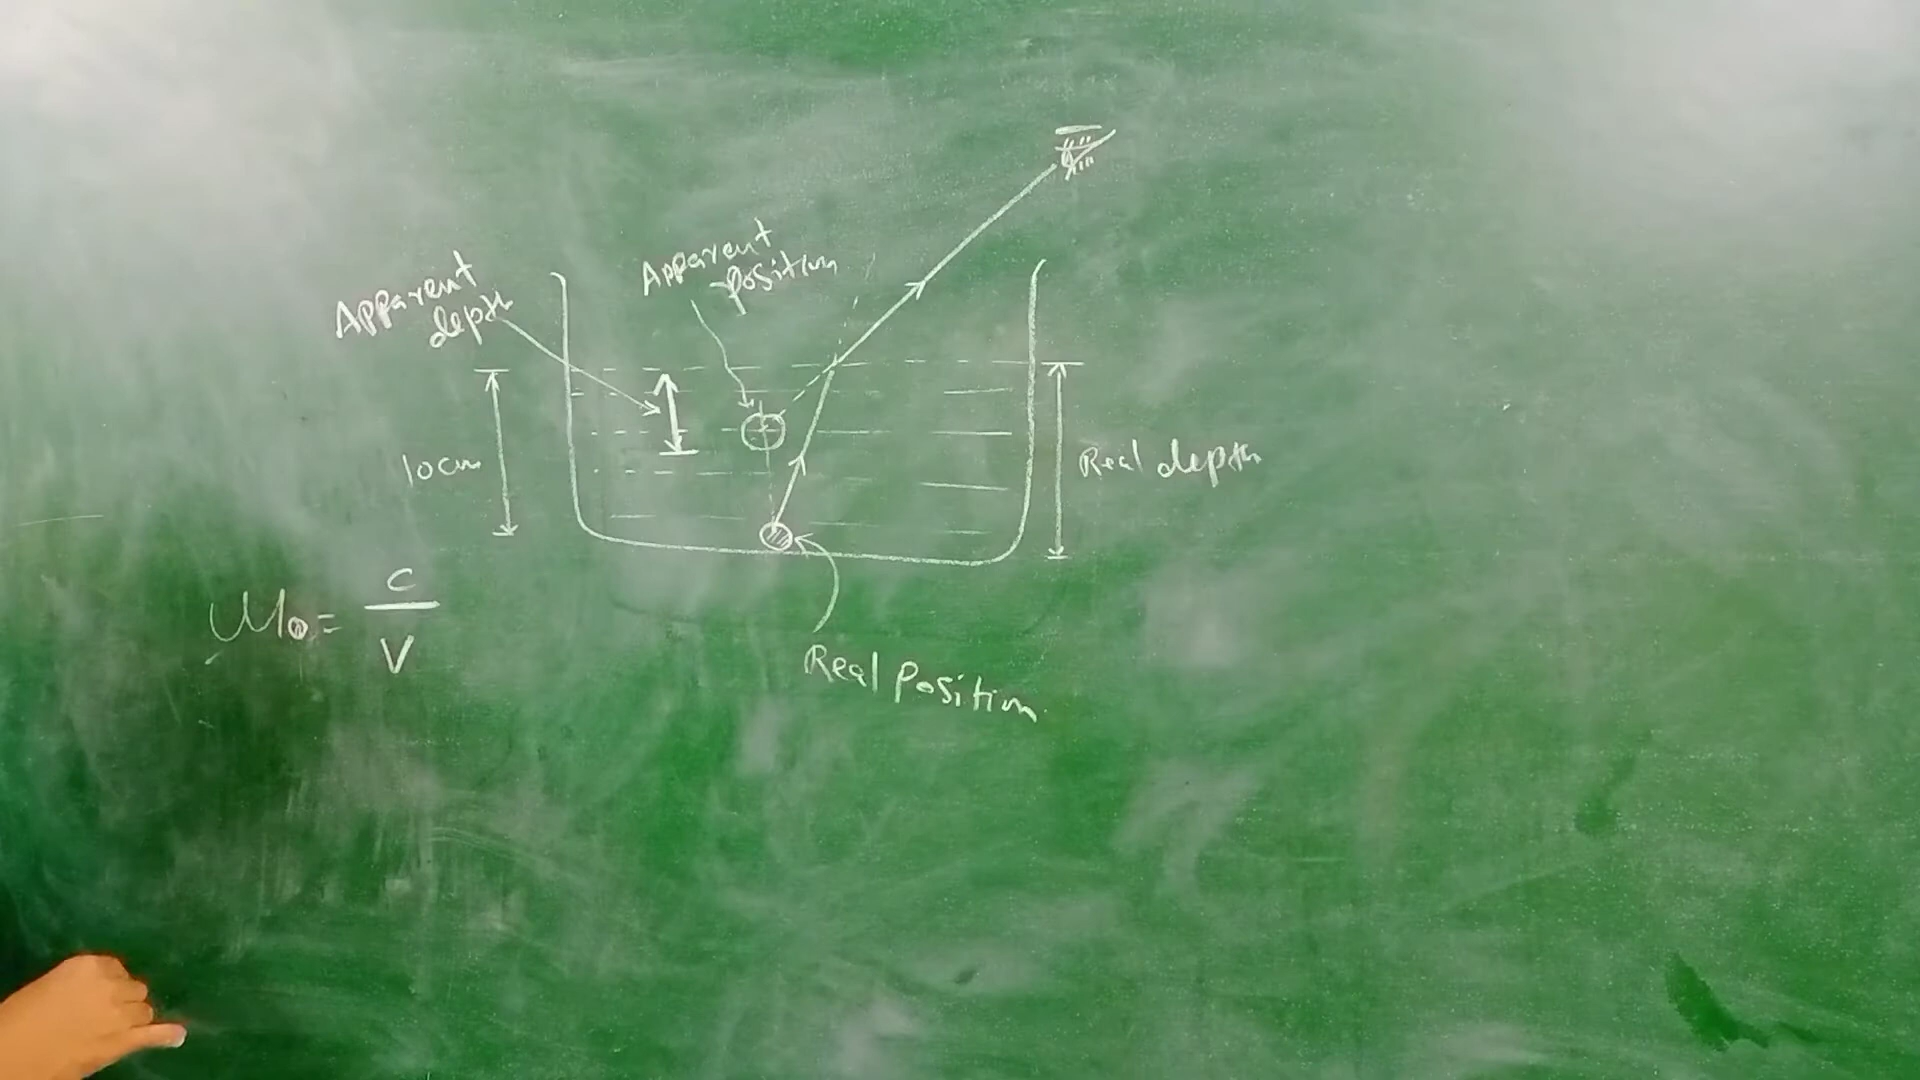 Apparent
position
Apparent
depth
10cm
Real depth
μ = c/v
Real Position